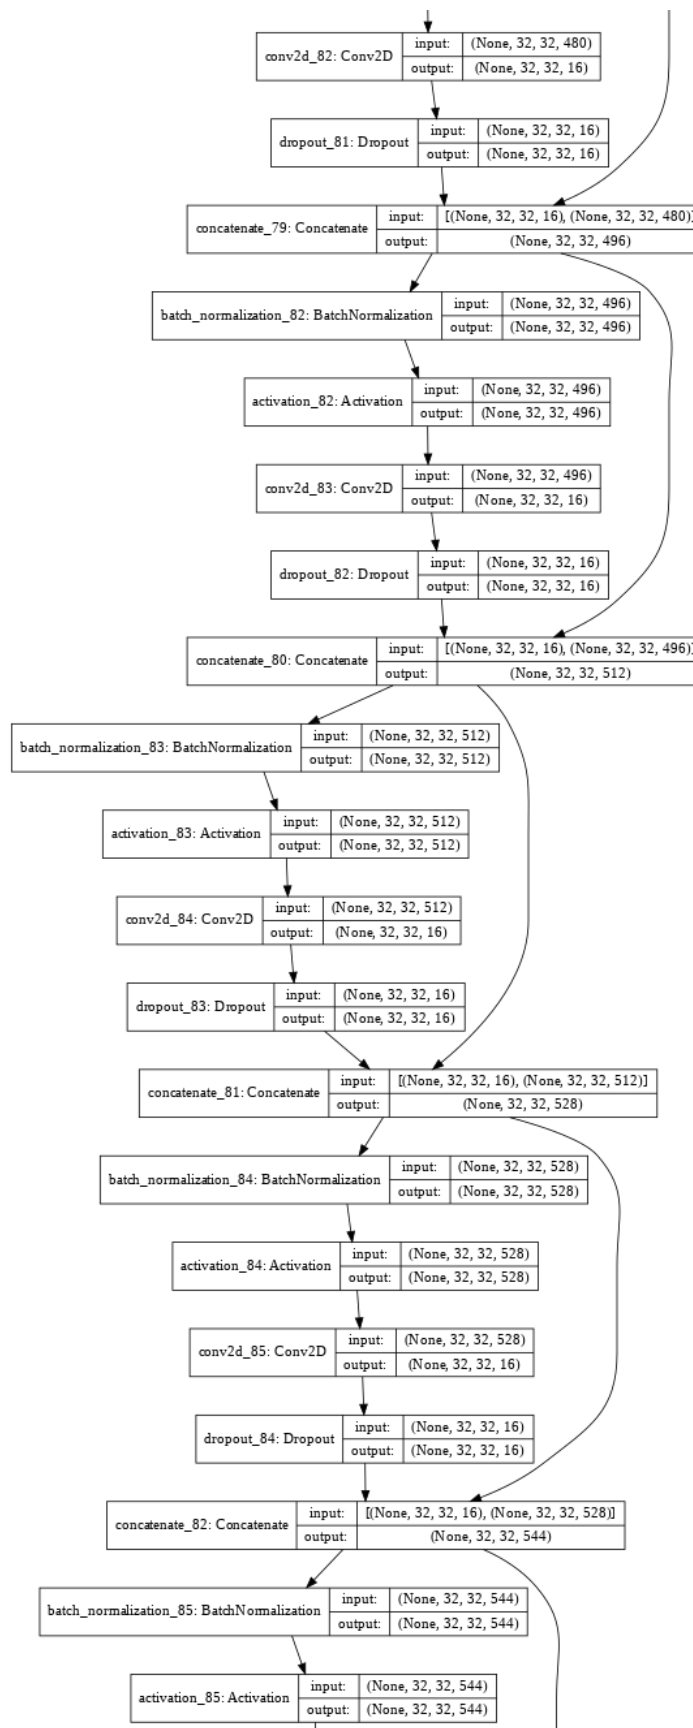 conv2d_82: Conv2D
input: (None, 32, 32, 480)
output: (None, 32, 32, 16)
dropout_81: Dropout
input: (None, 32, 32, 16)
output: (None, 32, 32, 16)
concatenate_79: Concatenate
input: [(None, 32, 32, 16), (None, 32, 32, 480)]
output: (None, 32, 32, 496)
batch_normalization_82: BatchNormalization
input: (None, 32, 32, 496)
output: (None, 32, 32, 496)
activation_82: Activation
input: (None, 32, 32, 496)
output: (None, 32, 32, 496)
conv2d_83: Conv2D
input: (None, 32, 32, 496)
output: (None, 32, 32, 16)
dropout_82: Dropout
input: (None, 32, 32, 16)
output: (None, 32, 32, 16)
concatenate_80: Concatenate
input: [(None, 32, 32, 16), (None, 32, 32, 496)]
output: (None, 32, 32, 512)
batch_normalization_83: BatchNormalization
input: (None, 32, 32, 512)
output: (None, 32, 32, 512)
activation_83: Activation
input: (None, 32, 32, 512)
output: (None, 32, 32, 512)
conv2d_84: Conv2D
input: (None, 32, 32, 512)
output: (None, 32, 32, 16)
dropout_83: Dropout
input: (None, 32, 32, 16)
output: (None, 32, 32, 16)
concatenate_81: Concatenate
input: [(None, 32, 32, 16), (None, 32, 32, 512)]
output: (None, 32, 32, 528)
batch_normalization_84: BatchNormalization
input: (None, 32, 32, 528)
output: (None, 32, 32, 528)
activation_84: Activation
input: (None, 32, 32, 528)
output: (None, 32, 32, 528)
conv2d_85: Conv2D
input: (None, 32, 32, 528)
output: (None, 32, 32, 16)
dropout_84: Dropout
input: (None, 32, 32, 16)
output: (None, 32, 32, 16)
concatenate_82: Concatenate
input: [(None, 32, 32, 16), (None, 32, 32, 528)]
output: (None, 32, 32, 544)
batch_normalization_85: BatchNormalization
input: (None, 32, 32, 544)
output: (None, 32, 32, 544)
activation_85: Activation
input: (None, 32, 32, 544)
output: (None, 32, 32, 544)